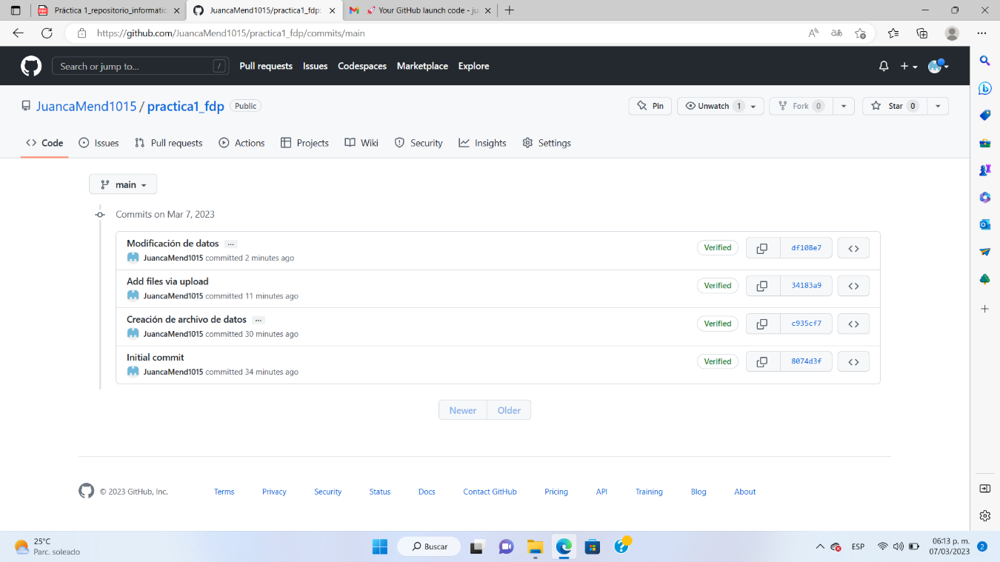 Práctica 1_repositorio_informatic
JuancaMend1015/practica1_fdp:
Your GitHub launch code - ju
https://github.com/JuancaMend1015/practica1_fdp/commits/main
Search or jump to...
/
Pull requests Issues Codespaces Marketplace Explore
JuancaMend1015 / practica1_fdp Public
Pin
Unwatch 1
Fork 0
Star 0
Code Issues Pull requests Actions Projects Wiki Security Insights Settings
main
Commits on Mar 7, 2023
Modificación de datos ...
JuancaMend1015 committed 2 minutes ago
Verified df108e7
Add files via upload
JuancaMend1015 committed 11 minutes ago
Verified 34183a9
Creación de archivo de datos ...
JuancaMend1015 committed 30 minutes ago
Verified c935cf7
Initial commit
JuancaMend1015 committed 34 minutes ago
Verified 8074d3f
Newer Older
© 2023 GitHub, Inc. Terms Privacy Security Status Docs Contact GitHub Pricing API Training Blog About
25°C
Parc. soleado
Buscar
ESP
06:13 p. m.
07/03/2023
2